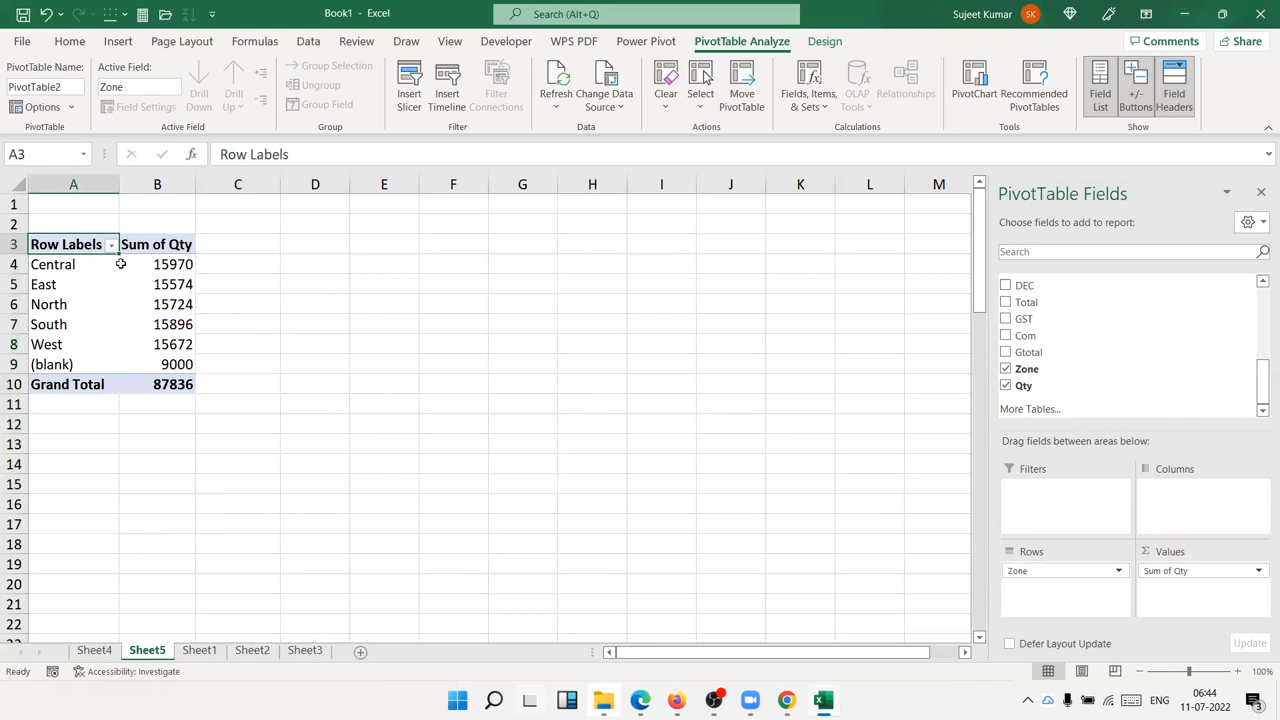 Book1 - Excel
Search (Alt+Q)
Sujeet Kumar
SK
File Home Insert Page Layout Formulas Data Review Draw View Developer WPS PDF Power Pivot PivotTable Analyze Design
Comments
Share
PivotTable Name:
PivotTable2
Options
PivotTable
Active Field:
Zone
Field Settings
Drill Down
Drill Up
Active Field
Group Selection
Ungroup
Group Field
Group
Insert Slicer
Insert Timeline
Filter Connections
Filter
Refresh
Change Data Source
Data
Clear
Select
Move PivotTable
Actions
Fields, Items, & Sets
OLAP Tools
Relationships
Calculations
PivotChart
Recommended PivotTables
Tools
Field List
+/- Buttons
Field Headers
Show
A3
fx
Row Labels
A B C D E F G H I J K L M
1
2
3 Row Labels Sum of Qty
4 Central 15970
5 East 15574
6 North 15724
7 South 15896
8 West 15672
9 (blank) 9000
10 Grand Total 87836
11
12
13
14
15
16
17
18
19
20
21
22
PivotTable Fields
Choose fields to add to report:
Search
DEC
Total
GST
Com
Gtotal
Zone
Qty
More Tables...
Drag fields between areas below:
Filters
Columns
Rows
Zone
Σ Values
Sum of Qty
Defer Layout Update
Update
Sheet4 Sheet5 Sheet1 Sheet2 Sheet3
Ready
Accessibility: Investigate
100%
ENG
06:44
11-07-2022
3